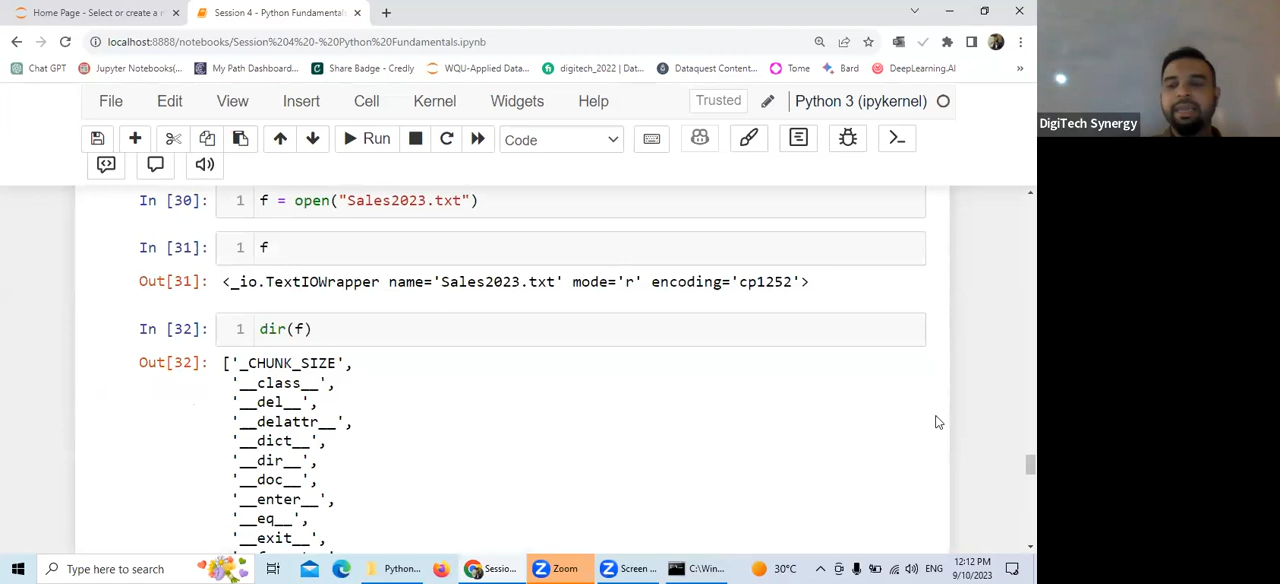 Home Page - Select or create a n
Session 4 - Python Fundamentals
localhost:8888/notebooks/Session%204%20-%20Python%20Fundamentals.ipynb
Chat GPT
Jupyter Notebooks(...
My Path Dashboard...
Share Badge - Credly
WQU-Applied Data...
digitech_2022 | Dat...
Dataquest Content...
Tome
Bard
DeepLearning.AI
»
File Edit View Insert Cell Kernel Widgets Help Trusted Python 3 (ipykernel)
Run Code
DigiTech Synergy
In [30]: 1 f = open("Sales2023.txt")
In [31]: 1 f
Out[31]: <_io.TextIOWrapper name='Sales2023.txt' mode='r' encoding='cp1252'>
In [32]: 1 dir(f)
Out[32]: ['_CHUNK_SIZE',
'__class__',
'__del__',
'__delattr__',
'__dict__',
'__dir__',
'__doc__',
'__enter__',
'__eq__',
'__exit__',
Type here to search
Python...
Sessio...
Zoom
Screen ...
C:\Win...
30°C
ENG
12:12 PM
9/10/2023